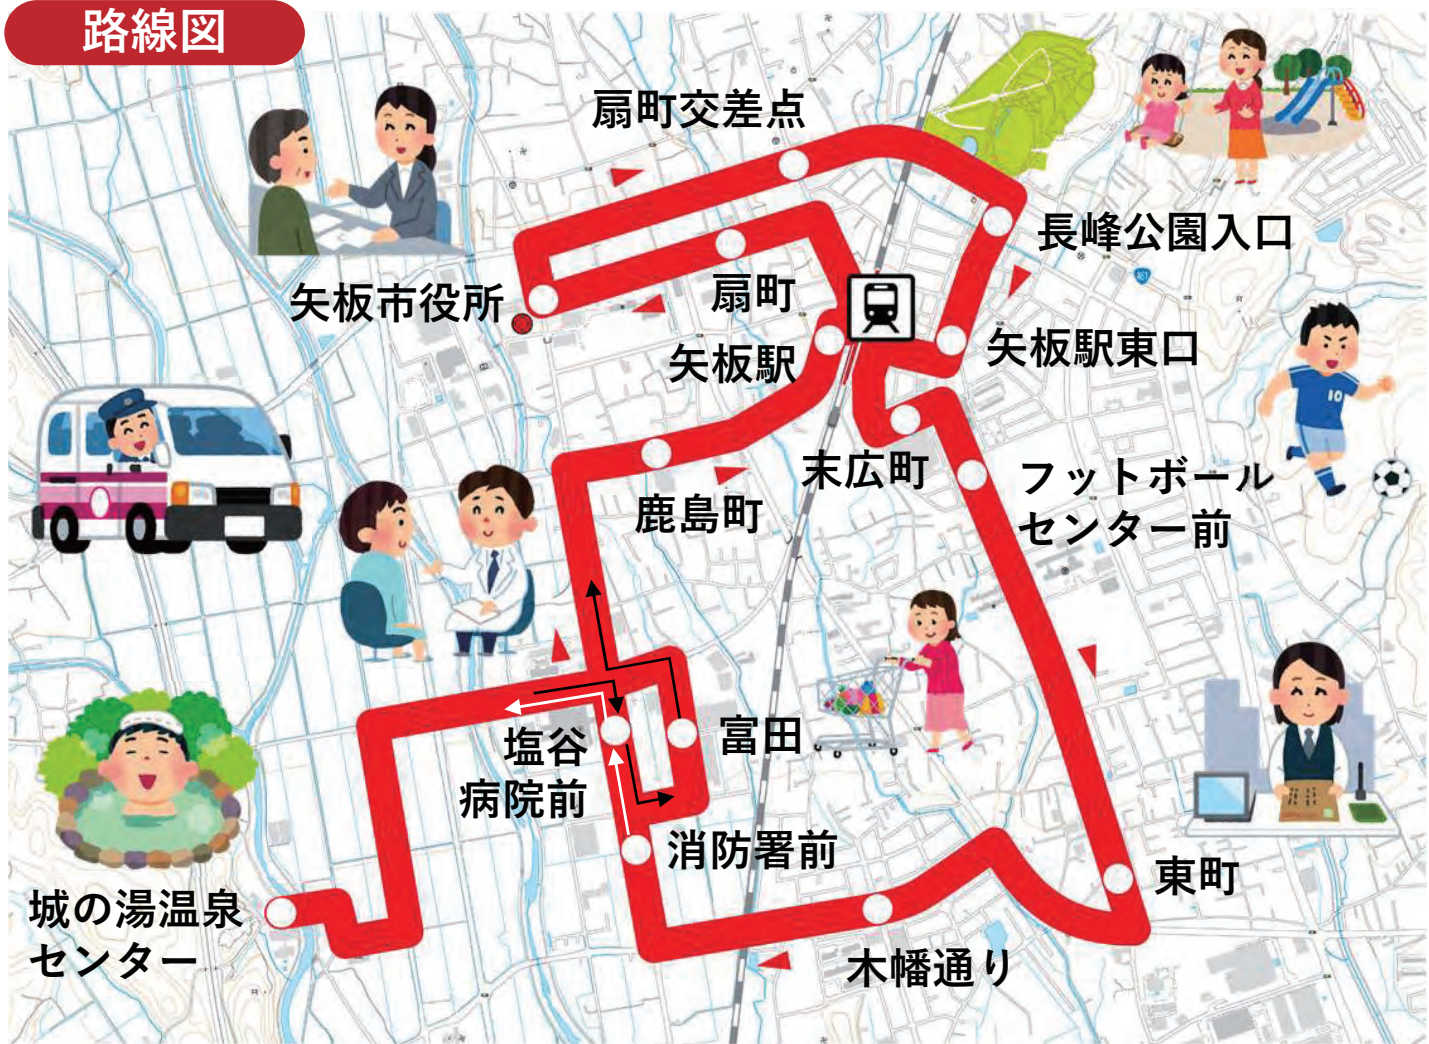 路線図
扇町交差点
長峰公園入口
矢板市役所
扇町
矢板駅
矢板駅東口
461
10
末広町
フットボール
センター前
鹿島町
塩谷
病院前
富田
消防署前
東町
城の湯温泉
センター
木幡通り